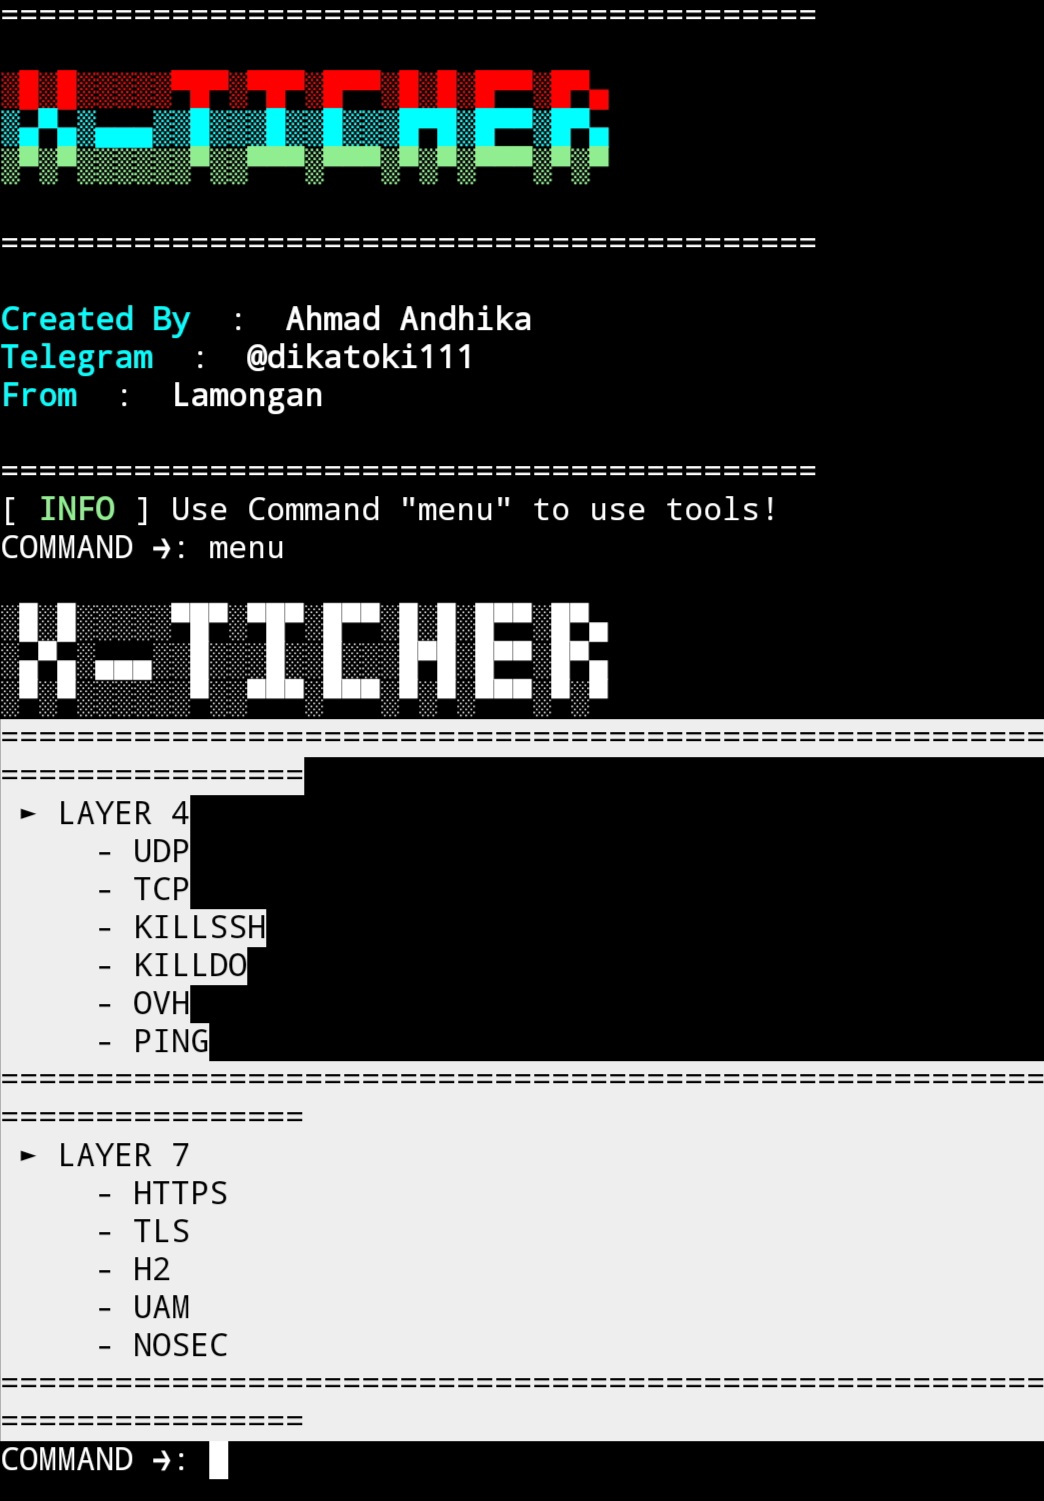 ===========================================
X-TICHER
===========================================
Created By : Ahmad Andhika
Telegram : @dikatoki111
From : Lamongan
===========================================
[ INFO ] Use Command "menu" to use tools!
COMMAND ➔: menu
X-TICHER
=======================================================
================
► LAYER 4
- UDP
- TCP
- KILLSSH
- KILLDO
- OVH
- PING
=======================================================
================
► LAYER 7
- HTTPS
- TLS
- H2
- UAM
- NOSEC
=======================================================
================
COMMAND ➔: